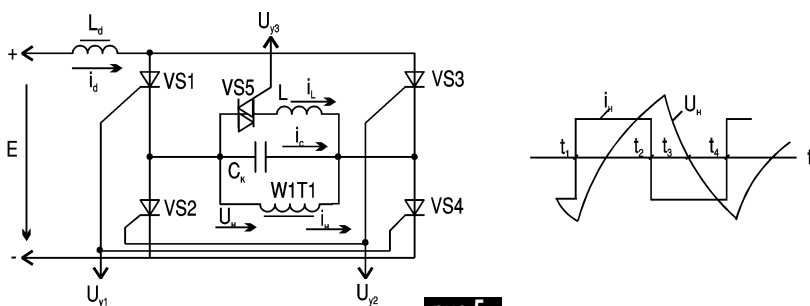 L_d
U_y3
+
i_d
VS1
VS5
L
i_L
VS3
E
i_c
C_к
W1T1
VS2
U_н
i_н
VS4
-
U_y1
U_y2
i_н
U_н
t_1
t_2
t_3
t_4
t